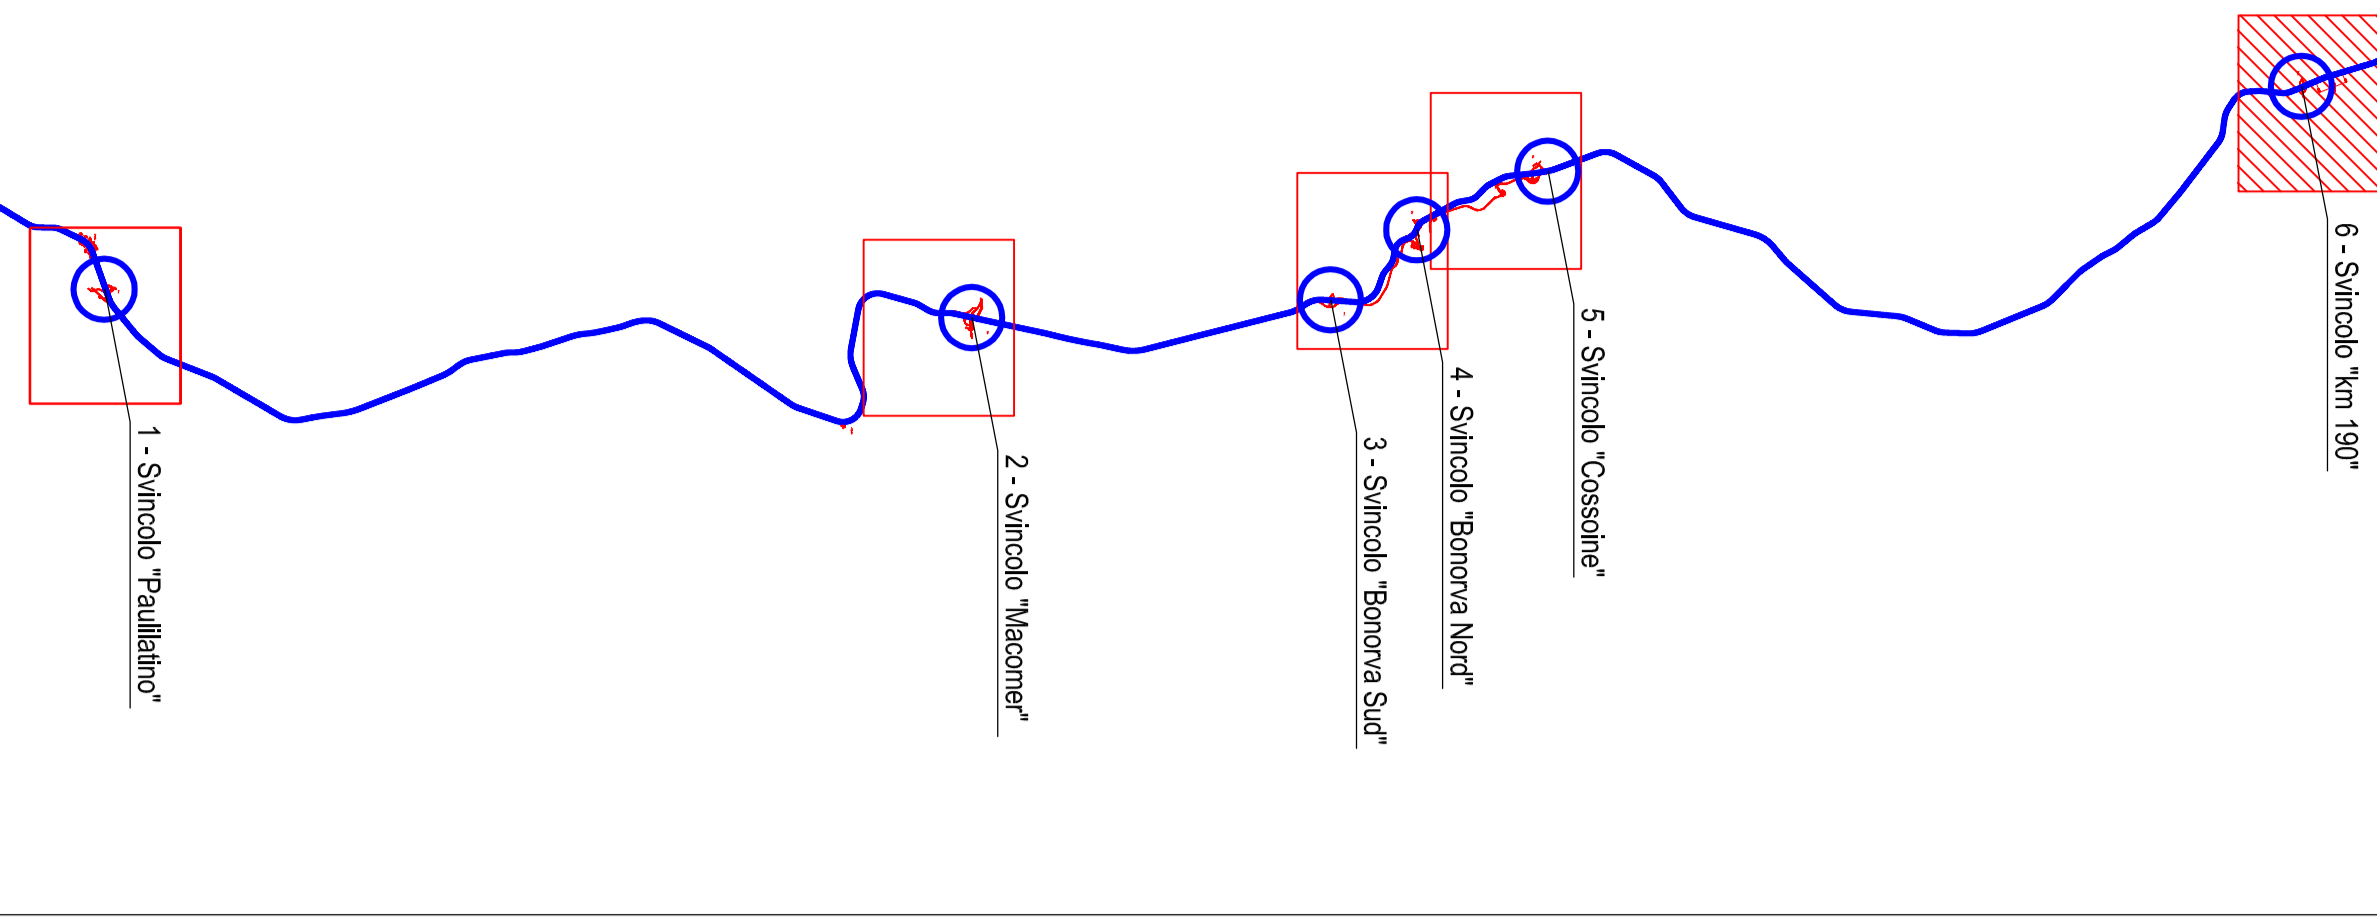 1 - Svincolo "Paulilatino"
2 - Svincolo "Macomer"
3 - Svincolo "Bonorva Sud"
4 - Svincolo "Bonorva Nord"
5 - Svincolo "Cossoine"
6 - Svincolo "km 190"